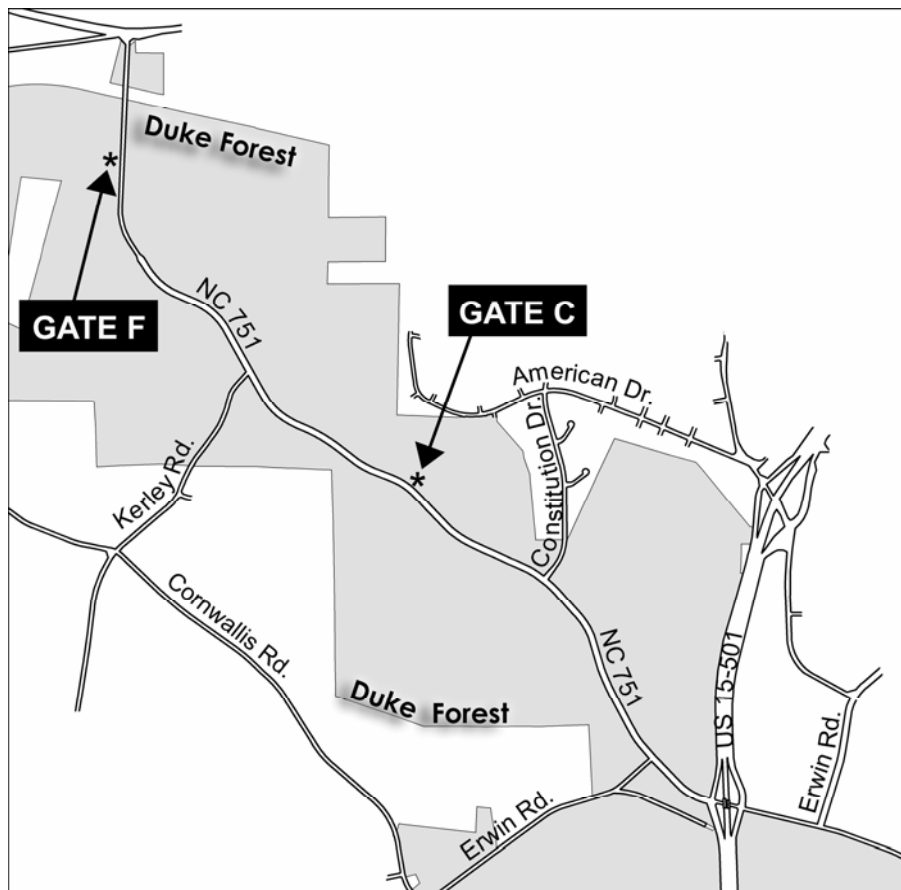 Duke Forest
*
GATE F
NC 751
GATE C
*
American Dr.
Constitution Dr.
Kerley Rd.
Cornwallis Rd.
NC 751
US 15-501
Duke Forest
Erwin Rd.
Erwin Rd.